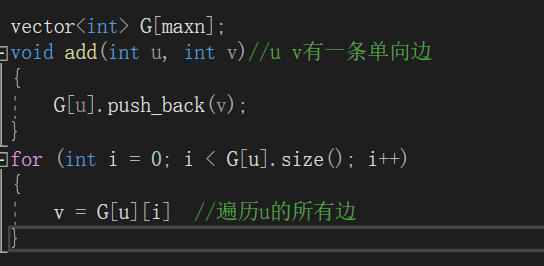 vector<int> G[maxn];
void add(int u, int v)//u v有一条单向边
{
G[u].push_back(v);
}
for (int i = 0; i < G[u].size(); i++)
{
v = G[u][i] //遍历u的所有边
}